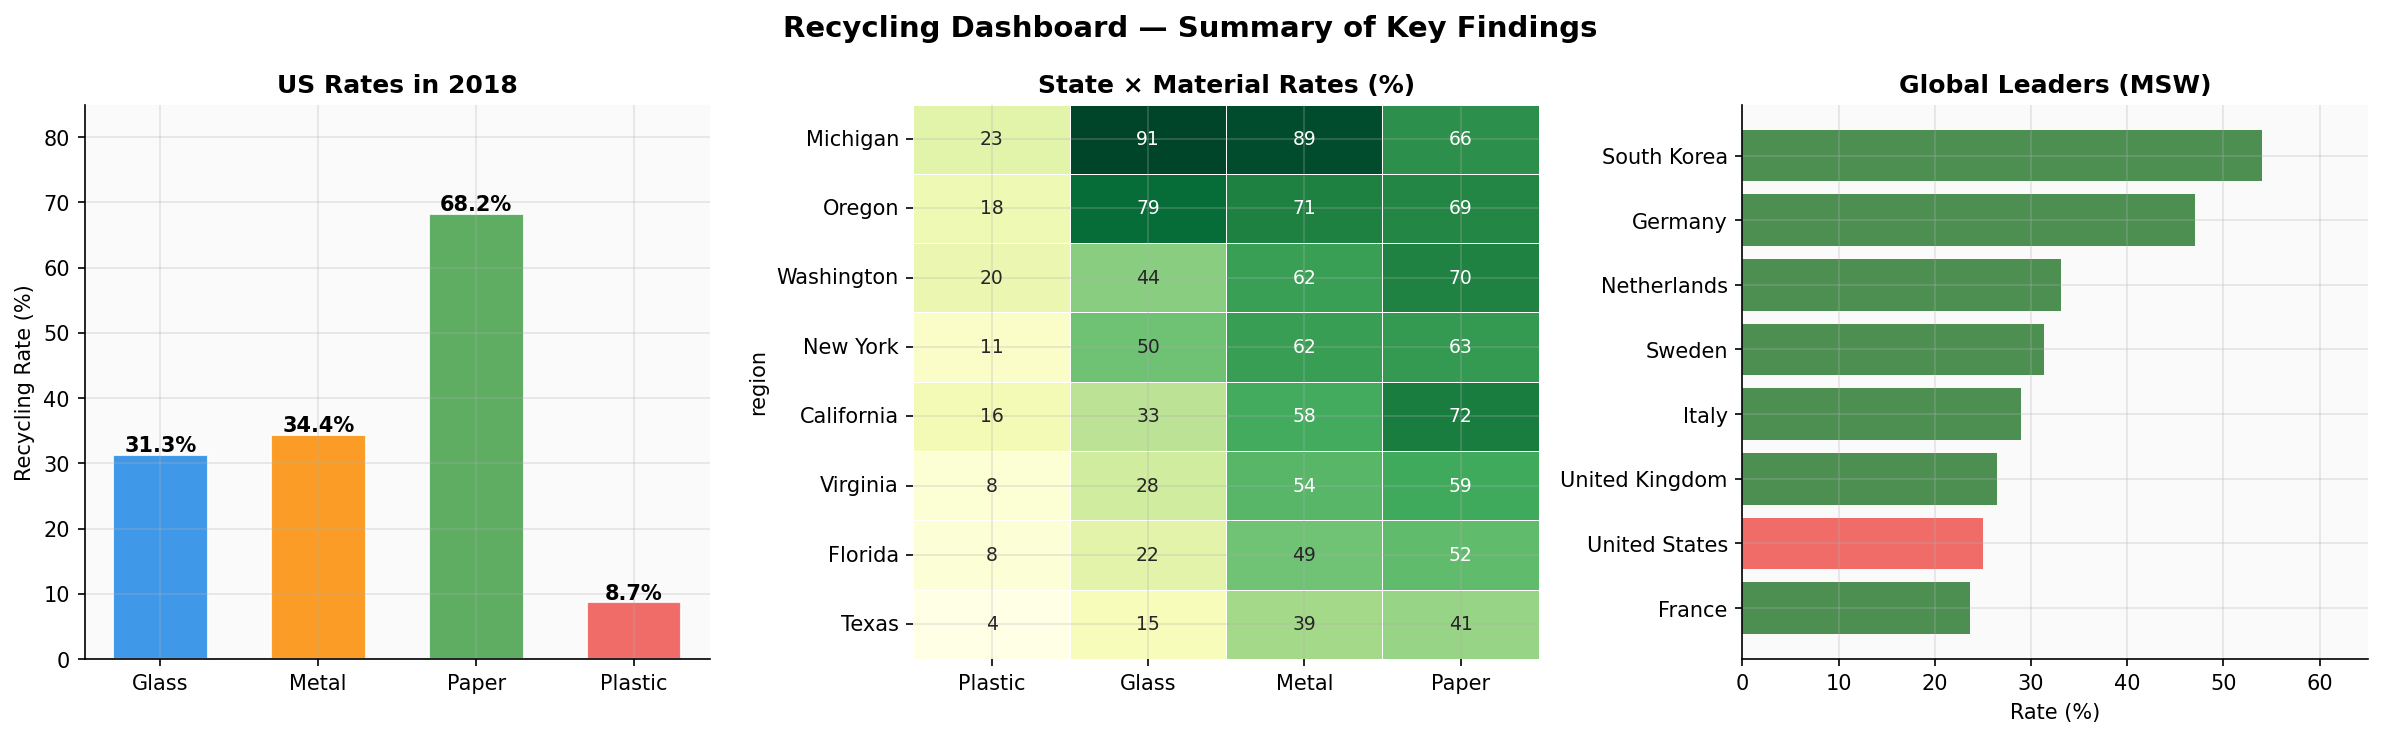 Recycling Dashboard — Summary of Key Findings
US Rates in 2018
Recycling Rate (%)
80
70
60
50
40
30
20
10
0
31.3%
34.4%
68.2%
8.7%
Glass Metal Paper Plastic
State × Material Rates (%)
region
Michigan 23 91 89 66
Oregon 18 79 71 69
Washington 20 44 62 70
New York 11 50 62 63
California 16 33 58 72
Virginia 8 28 54 59
Florida 8 22 49 52
Texas 4 15 39 41
Plastic Glass Metal Paper
Global Leaders (MSW)
South Korea
Germany
Netherlands
Sweden
Italy
United Kingdom
United States
France
0 10 20 30 40 50 60
Rate (%)